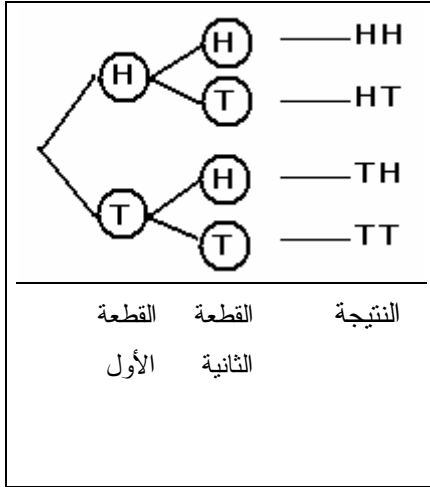 H H —— HH
T —— HT
T H —— TH
T —— TT
القطعة القطعة النتيجة
الأول الثانية